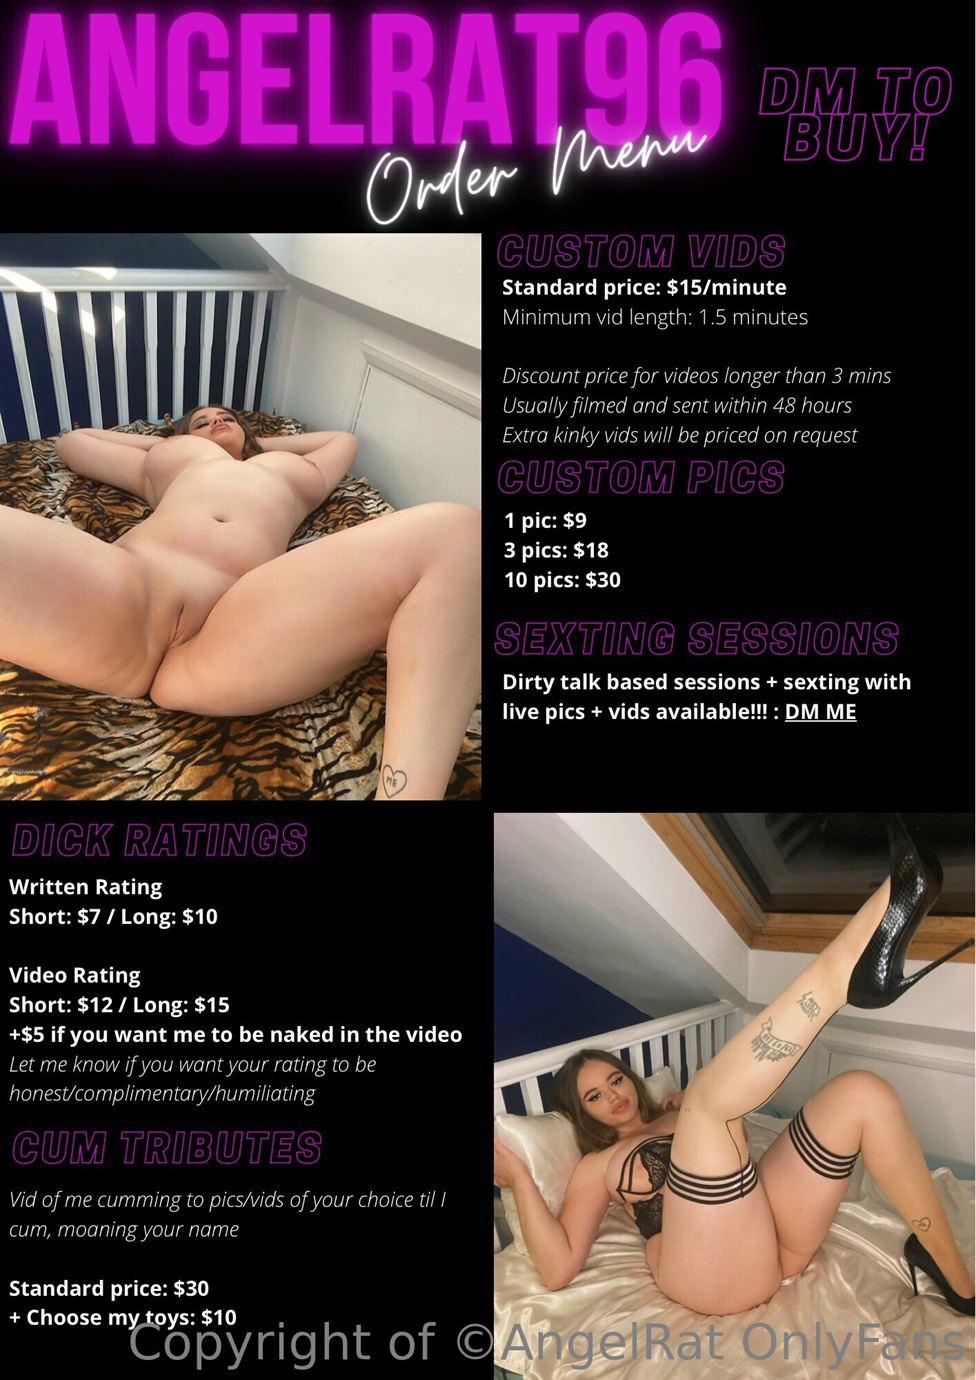 ANGELRAT96
Order Menu
DM TO
BUY!
CUSTOM VIDS
Standard price: $15/minute
Minimum vid length: 1.5 minutes
Discount price for videos longer than 3 mins
Usually filmed and sent within 48 hours
Extra kinky vids will be priced on request
CUSTOM PICS
1 pic: $9
3 pics: $18
10 pics: $30
SEXTING SESSIONS
Dirty talk based sessions + sexting with
live pics + vids available!!! : DM ME
ME
DICK RATINGS
Written Rating
Short: $7 / Long: $10
Video Rating
Short: $12 / Long: $15
+$5 if you want me to be naked in the video
Let me know if you want your rating to be
honest/complimentary/humiliating
CUM TRIBUTES
Vid of me cumming to pics/vids of your choice til I
cum, moaning your name
Standard price: $30
+ Choose my toys: $10
Copyright of ©AngelRat OnlyFans